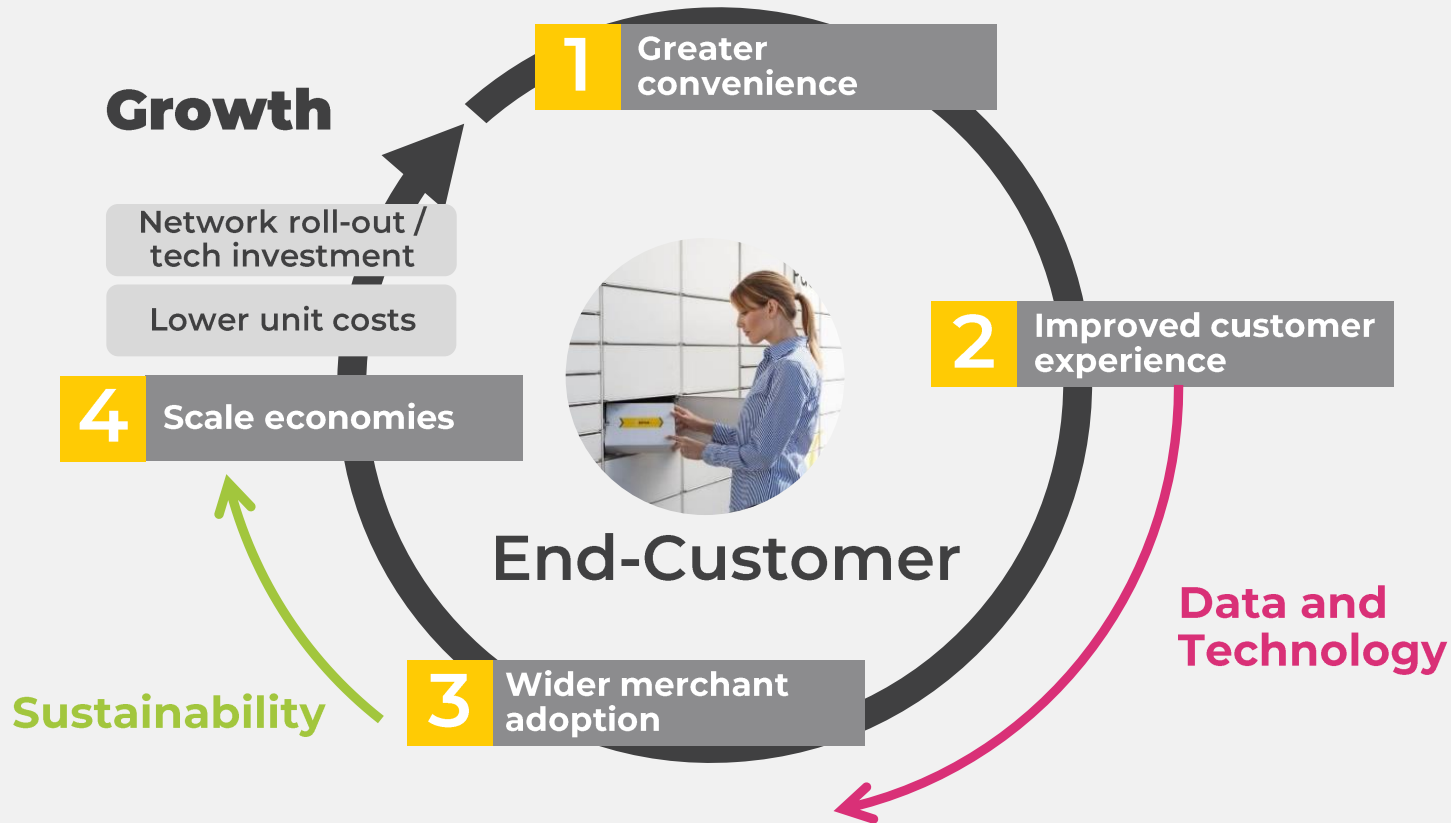 1
Greater
convenience
Growth
Network roll-out /
tech investment
Lower unit costs
2
Improved customer
experience
4
Scale economies
End-Customer
Data and
Technology
3
Wider merchant
adoption
Sustainability